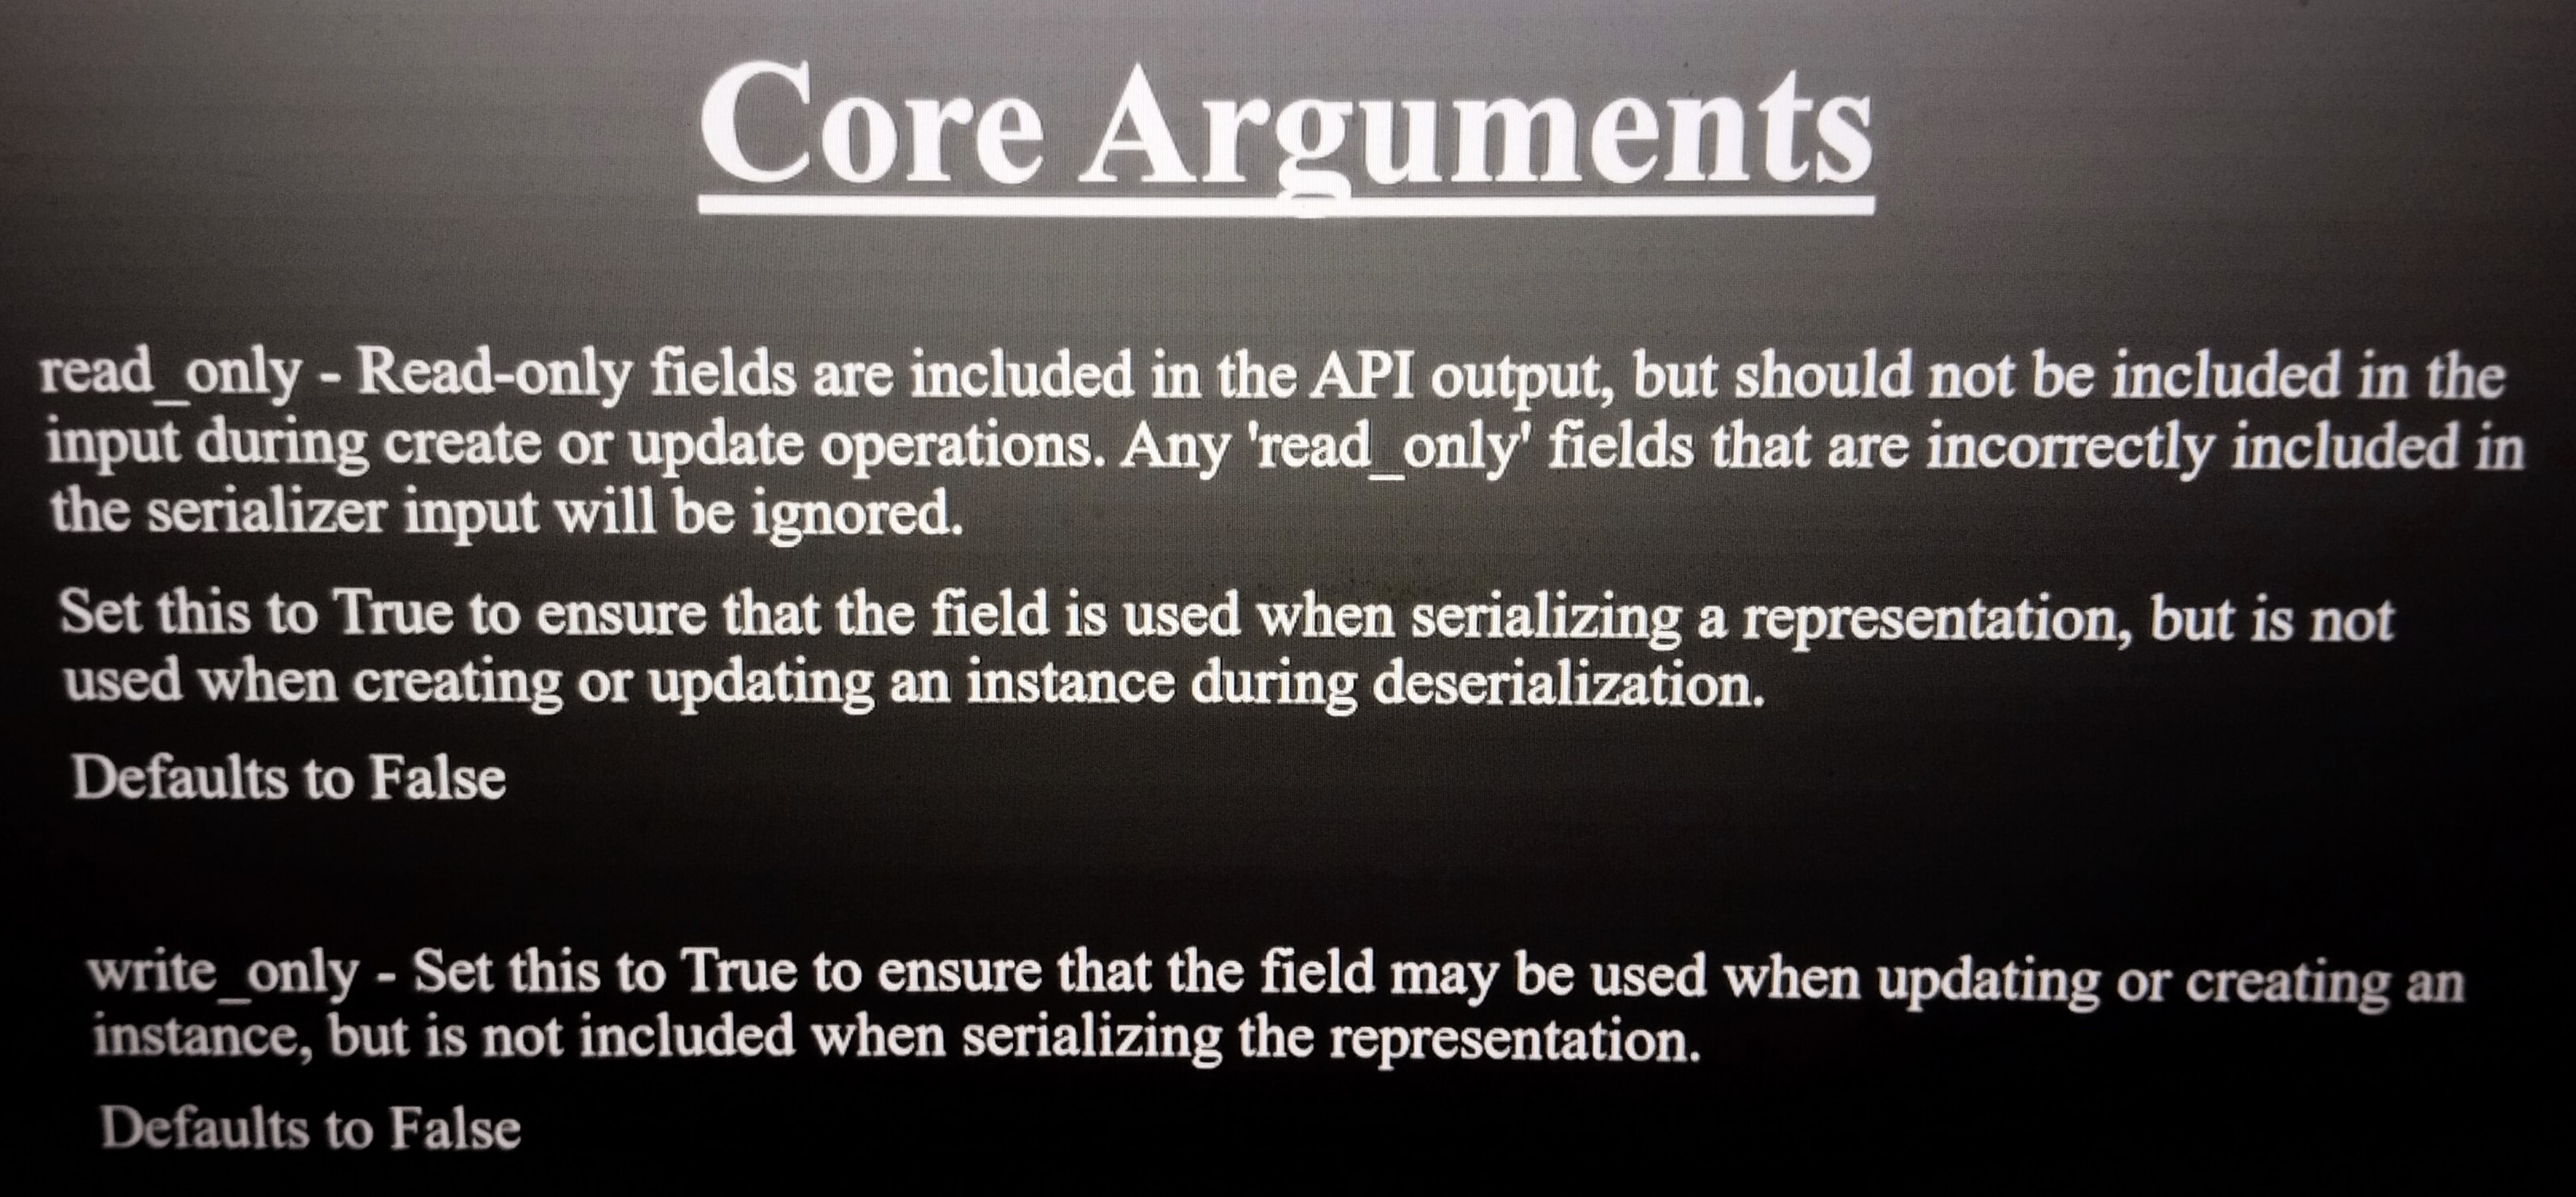 Core Arguments
read_only - Read-only fields are included in the API output, but should not be included in the
input during create or update operations. Any 'read_only' fields that are incorrectly included in
the serializer input will be ignored.
Set this to True to ensure that the field is used when serializing a representation, but is not
used when creating or updating an instance during deserialization.
Defaults to False
write_only - Set this to True to ensure that the field may be used when updating or creating an
instance, but is not included when serializing the representation.
Defaults to False